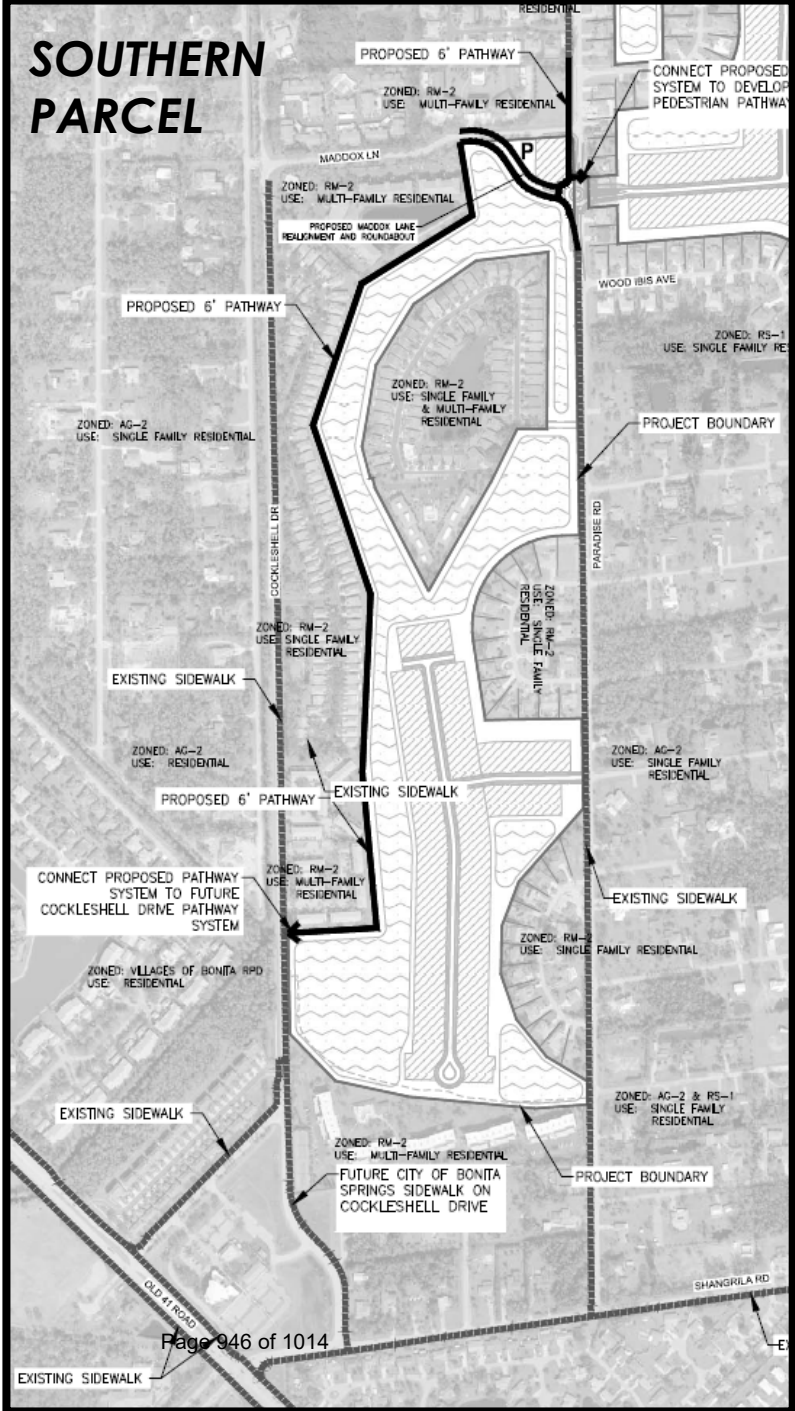 RESIDENTIAL
SOUTHERN
PARCEL
PROPOSED 6' PATHWAY
CONNECT PROPOSED
SYSTEM TO DEVELOP
PEDESTRIAN PATHWA
ZONED: RM-2
USE: MULTI-FAMILY RESIDENTIAL
P
MADDOX LN
ZONED: RM-2
USE: MULTI-FAMILY RESIDENTIAL
PROPOSED MADDOX LANE
REALIGNMENT AND ROUNDABOUT
WOOD IBIS AVE
PROPOSED 6' PATHWAY
ZONED: RS-1
USE: SINGLE FAMILY RES
ZONED: RM-2
USE: SINGLE FAMILY
& MULTI-FAMILY
RESIDENTIAL
ZONED: AG-2
USE: SINGLE FAMILY RESIDENTIAL
PROJECT BOUNDARY
PARADISE RD
COCKLESHELL DR
ZONED: RM-2
USE: SINGLE FAMILY
RESIDENTIAL
ZONED: RM-2
USE: SINGLE FAMILY
RESIDENTIAL
EXISTING SIDEWALK
ZONED: AG-2
USE: RESIDENTIAL
ZONED: AG-2
USE: SINGLE FAMILY
RESIDENTIAL
EXISTING SIDEWALK
PROPOSED 6' PATHWAY
CONNECT PROPOSED PATHWAY
SYSTEM TO FUTURE
COCKLESHELL DRIVE PATHWAY
SYSTEM
ZONED: RM-2
USE: MULTI-FAMILY
RESIDENTIAL
EXISTING SIDEWALK
ZONED: RM-2
USE: SINGLE FAMILY RESIDENTIAL
ZONED: VILLAGES OF BONITA RPD
USE: RESIDENTIAL
ZONED: AG-2 & RS-1
USE: SINGLE FAMILY
RESIDENTIAL
EXISTING SIDEWALK
ZONED: RM-2
USE: MULTI-FAMILY RESIDENTIAL
FUTURE CITY OF BONITA
SPRINGS SIDEWALK ON
COCKLESHELL DRIVE
PROJECT BOUNDARY
SHANGRILA RD
OLD 41 ROAD
Page 946 of 1014
EXISTING SIDEWALK